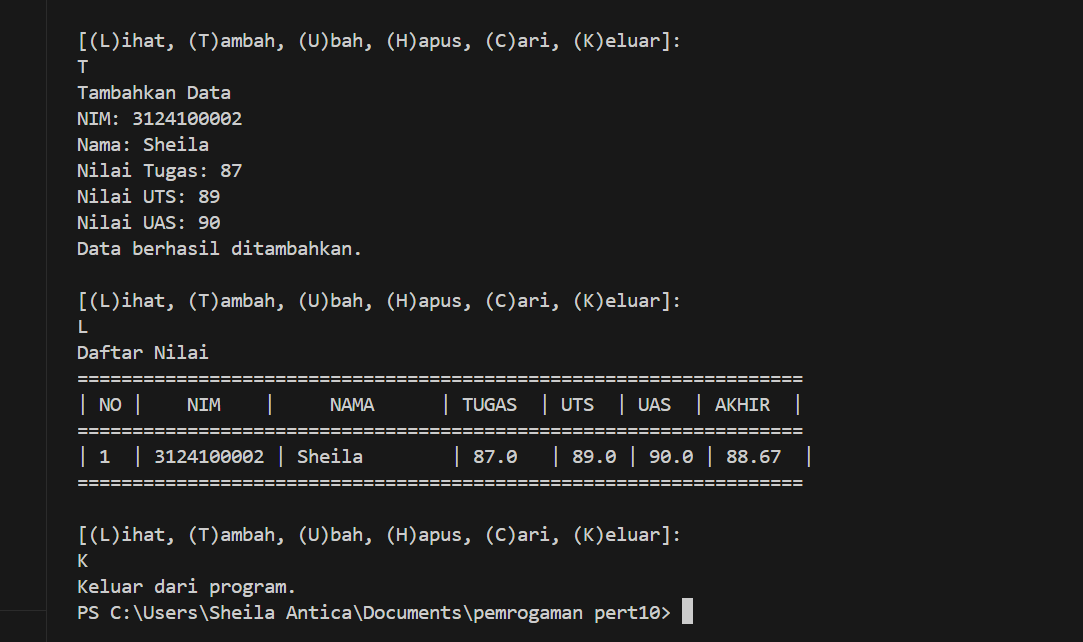 [(L)ihat, (T)ambah, (U)bah, (H)apus, (C)ari, (K)eluar]:
T
Tambahkan Data
NIM: 3124100002
Nama: Sheila
Nilai Tugas: 87
Nilai UTS: 89
Nilai UAS: 90
Data berhasil ditambahkan.
[(L)ihat, (T)ambah, (U)bah, (H)apus, (C)ari, (K)eluar]:
L
Daftar Nilai
==================================================================
| NO |    NIM    |     NAMA      | TUGAS  | UTS  | UAS  | AKHIR  |
==================================================================
| 1  | 3124100002 | Sheila        | 87.0   | 89.0 | 90.0 | 88.67  |
==================================================================
[(L)ihat, (T)ambah, (U)bah, (H)apus, (C)ari, (K)eluar]:
K
Keluar dari program.
PS C:\Users\Sheila Antica\Documents\pemrogaman pert10>